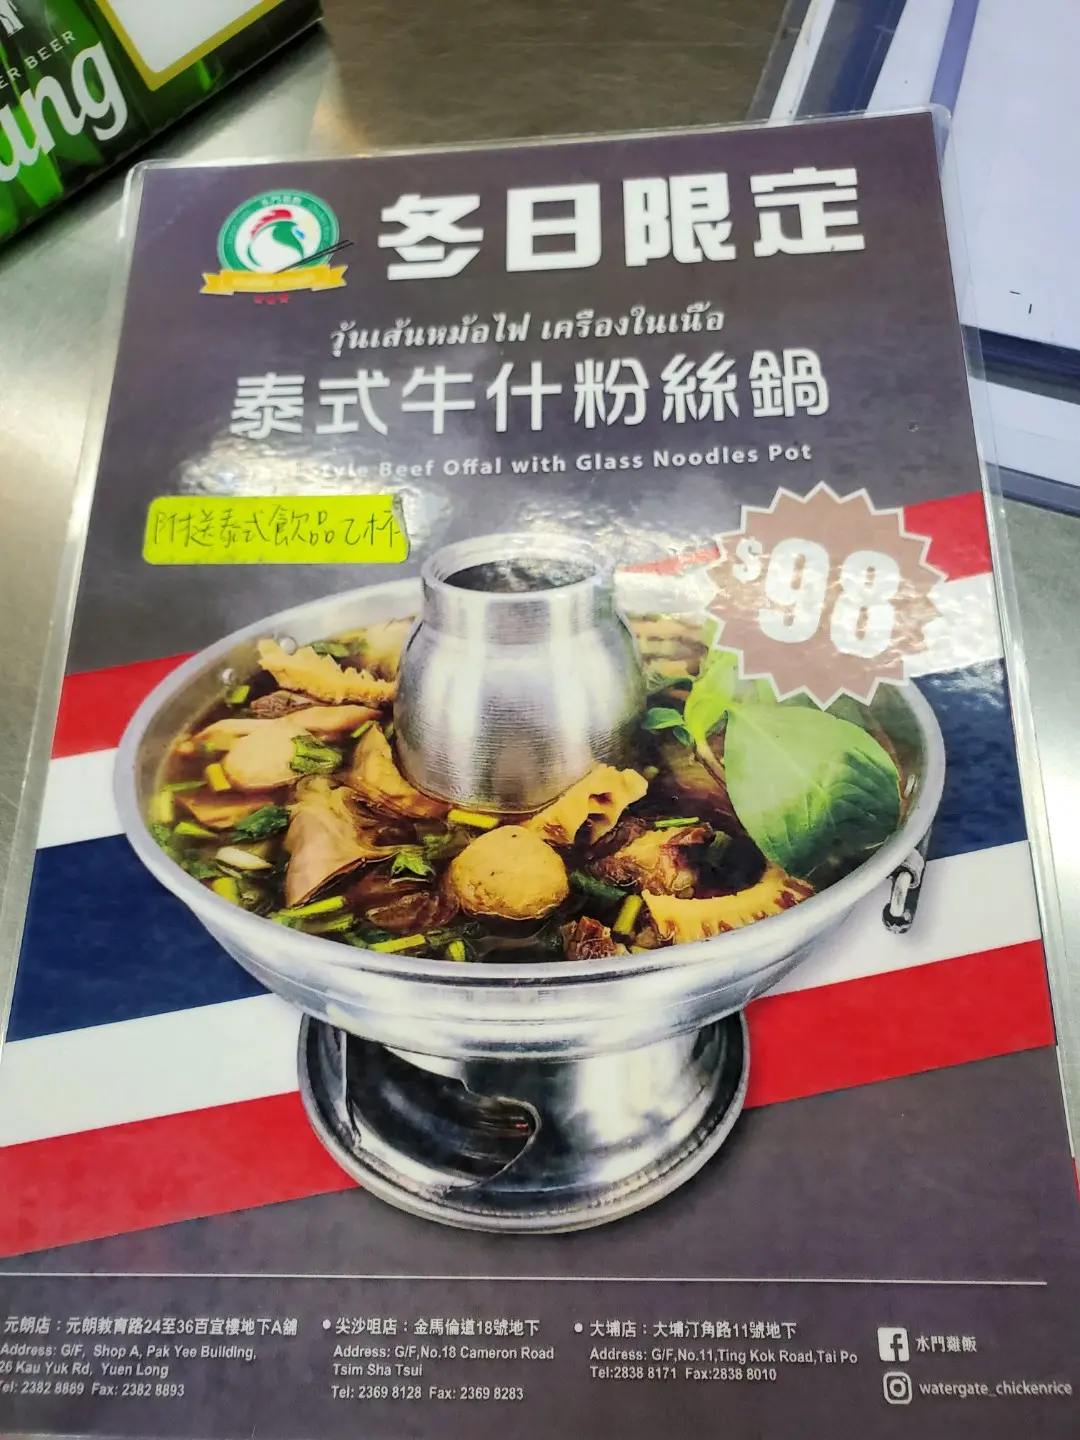 ER BEER
ang
水門雞飯
冬日限定
วุ้นเส้นหม้อไฟ เครื่องในเนื้อ
泰式牛什粉絲鍋
Style Beef Offal with Glass Noodles Pot
附送泰式飲品乙杯
$98
元朗店：元朗教育路24至36百宜樓地下A舖
Address: G/F, Shop A, Pak Yee Building,
26 Kau Yuk Rd, Yuen Long
Tel: 2382 8889 Fax: 2382 8893
• 尖沙咀店：金馬倫道18號地下
Address: G/F,No.18 Cameron Road
Tsim Sha Tsui
Tel: 2369 8128 Fax: 2369 8283
• 大埔店：大埔汀角路11號地下
Address: G/F,No.11,Ting Kok Road,Tai Po
Tel:2838 8171 Fax:2838 8010
水門雞飯
watergate_chickenrice